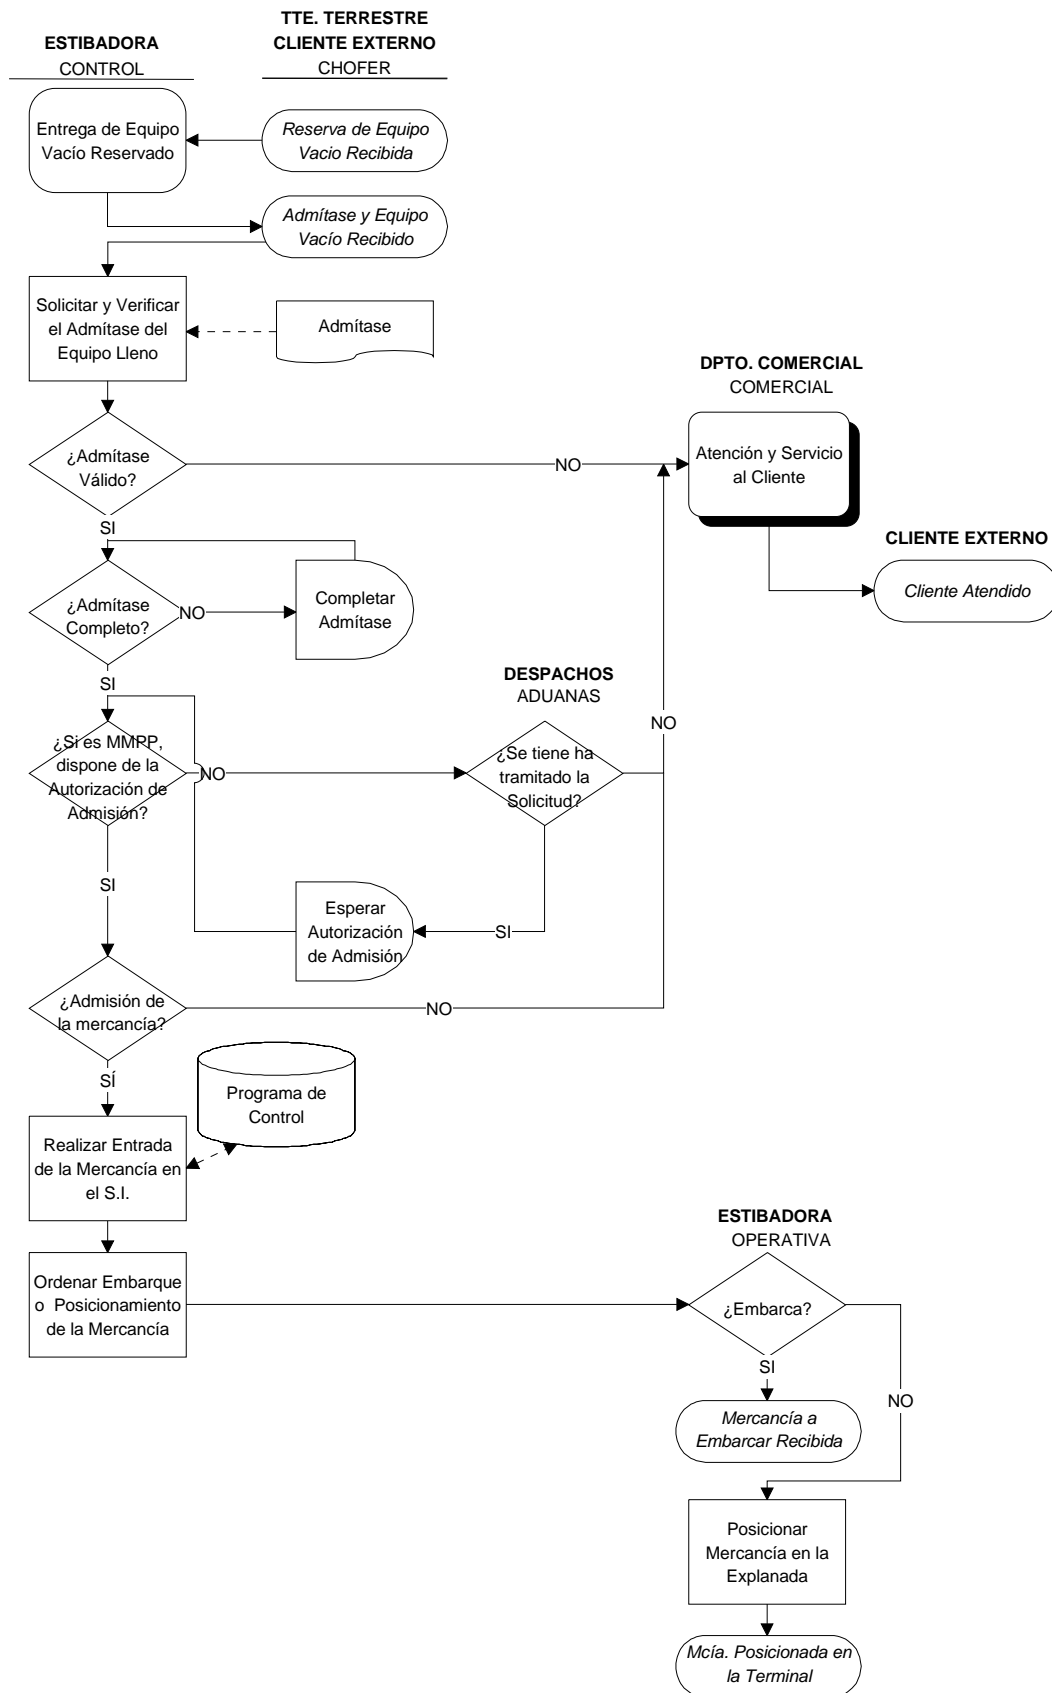 TTE. TERRESTRE
ESTIBADORA
CLIENTE EXTERNO
CONTROL
CHOFER
Entrega de Equipo
Vacío Reservado
Reserva de Equipo
Vacio Recibida
Admítase y Equipo
Vacío Recibido
Solicitar y Verificar
el Admítase del
Equipo Lleno
Admítase
DPTO. COMERCIAL
COMERCIAL
¿Admítase
Válido?
NO
Atención y Servicio
al Cliente
SI
CLIENTE EXTERNO
Cliente Atendido
¿Admítase
Completo?
NO
Completar
Admítase
SI
DESPACHOS
ADUANAS
NO
¿Si es MMPP,
dispone de la
Autorización de
Admisión?
NO
¿Se tiene ha
tramitado la
Solicitud?
SI
Esperar
Autorización
de Admisión
SI
¿Admisión de
la mercancía?
NO
SÍ
Programa de
Control
Realizar Entrada
de la Mercancía en
el S.I.
ESTIBADORA
OPERATIVA
Ordenar Embarque
o Posicionamiento
de la Mercancía
¿Embarca?
SI
NO
Mercancía a
Embarcar Recibida
Posicionar
Mercancía en la
Explanada
Mcía. Posicionada en
la Terminal